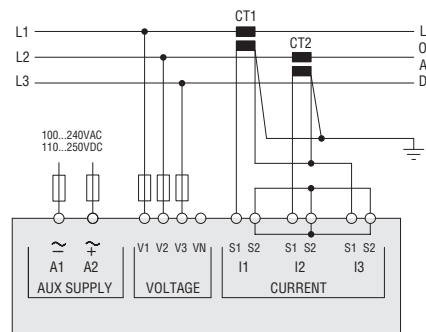 CT1
L1 L
CT2
L2 O
A
L3 D
100...240VAC
110...250VDC
V1 V2 V3 VN S1 S2 S1 S2 S1 S2
A1 A2 I1 I2 I3
AUX SUPPLY VOLTAGE CURRENT